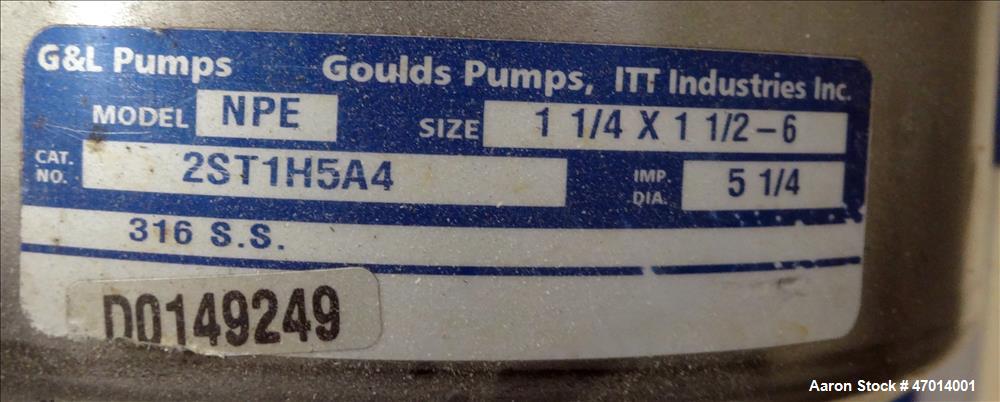 G&L Pumps Goulds Pumps, ITT Industries Inc.
MODEL NPE SIZE 1 1/4 X 1 1/2-6
CAT. NO. 2ST1H5A4 IMP. DIA. 5 1/4
316 S.S.
D0149249
Aaron Stock # 47014001